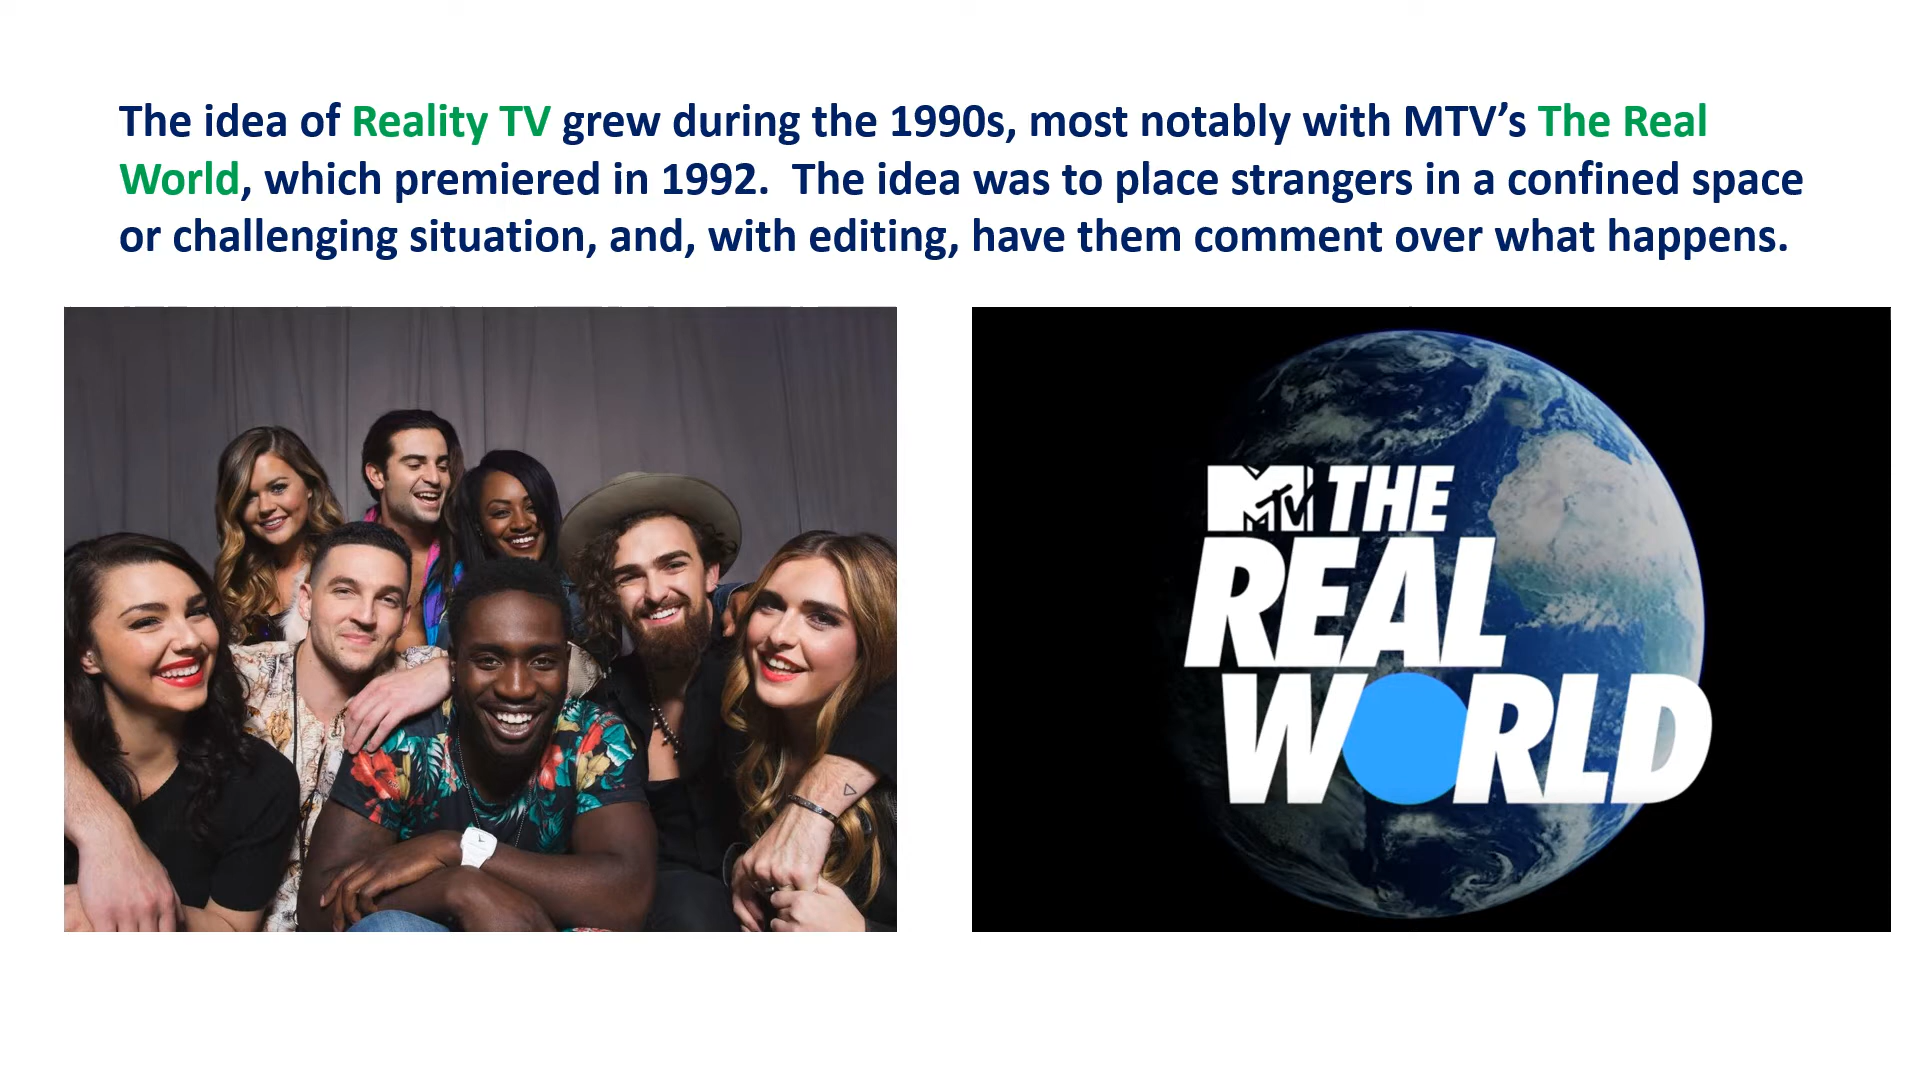 The idea of Reality TV grew during the 1990s, most notably with MTV’s The Real
World, which premiered in 1992.  The idea was to place strangers in a confined space
or challenging situation, and, with editing, have them comment over what happens.
MTV THE
REAL
WORLD